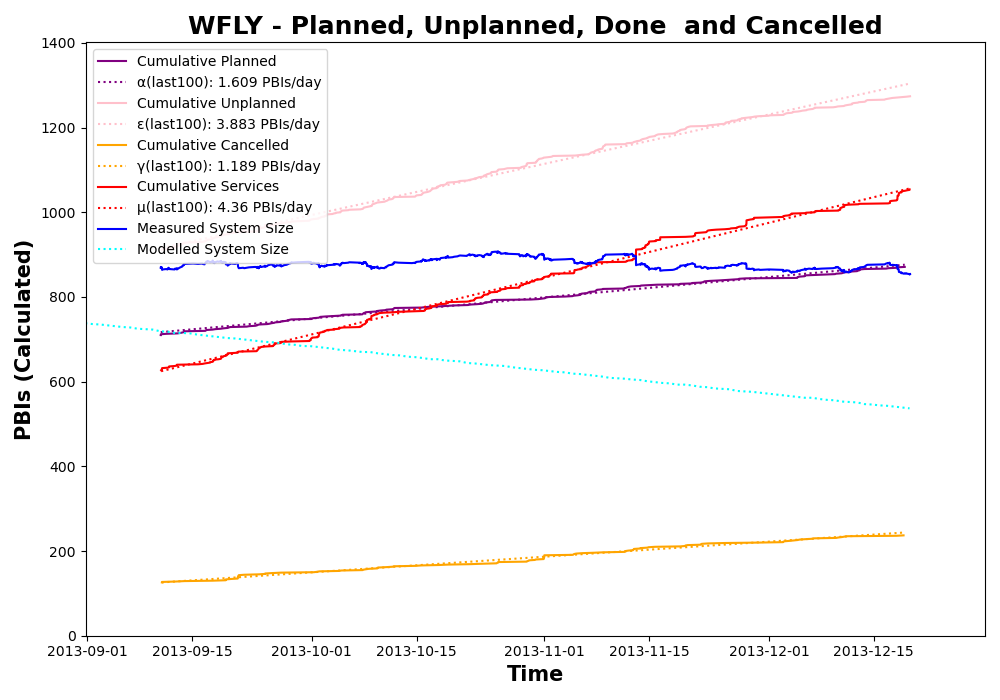 WFLY - Planned, Unplanned, Done  and Cancelled
PBIs (Calculated)
1400
1200
1000
800
600
400
200
0
Cumulative Planned
α(last100): 1.609 PBIs/day
Cumulative Unplanned
ε(last100): 3.883 PBIs/day
Cumulative Cancelled
γ(last100): 1.189 PBIs/day
Cumulative Services
μ(last100): 4.36 PBIs/day
Measured System Size
Modelled System Size
2013-09-01 2013-09-15 2013-10-01 2013-10-15 2013-11-01 2013-11-15 2013-12-01 2013-12-15
Time